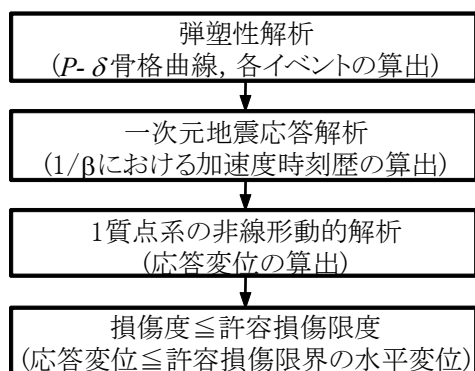 弾塑性解析
(P- δ骨格曲線, 各イベントの算出)
一次元地震応答解析
(1/βにおける加速度時刻歴の算出)
1質点系の非線形動的解析
(応答変位の算出)
損傷度≦許容損傷限度
(応答変位≦許容損傷限界の水平変位)